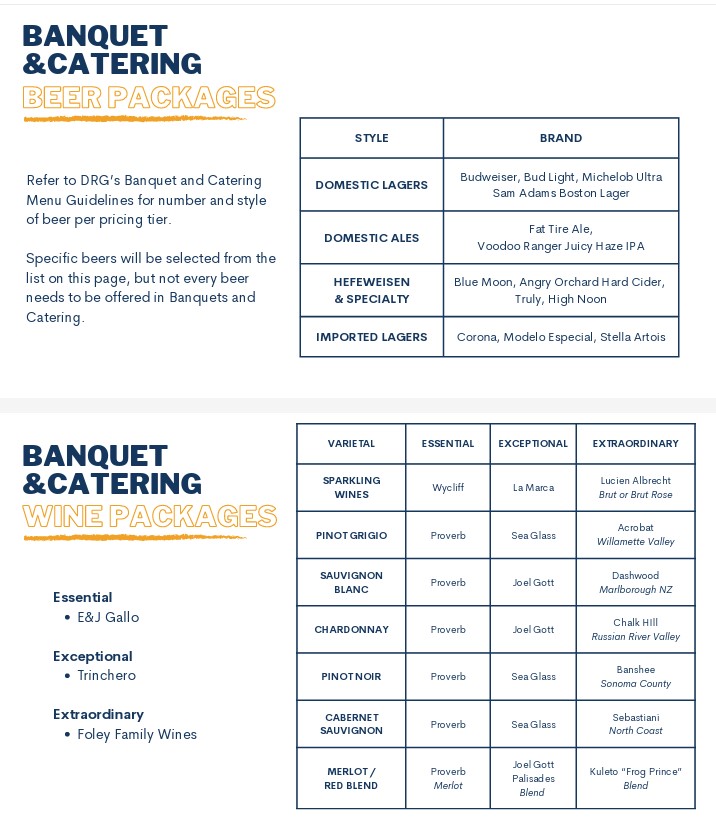 BANQUET
&CATERING
BEER PACKAGES
Refer to DRG's Banquet and Catering
Menu Guidelines for number and style
of beer per pricing tier.
Specific beers will be selected from the
list on this page, but not every beer
needs to be offered in Banquets and
Catering.
STYLE BRAND
DOMESTIC LAGERS Budweiser, Bud Light, Michelob Ultra
Sam Adams Boston Lager
DOMESTIC ALES Fat Tire Ale,
Voodoo Ranger Juicy Haze IPA
HEFEWEISEN Blue Moon, Angry Orchard Hard Cider,
& SPECIALTY Truly, High Noon
IMPORTED LAGERS Corona, Modelo Especial, Stella Artois
BANQUET
&CATERING
WINE PACKAGES
Essential
• E&J Gallo
Exceptional
• Trinchero
Extraordinary
• Foley Family Wines
VARIETAL ESSENTIAL EXCEPTIONAL EXTRAORDINARY
SPARKLING
WINES
Wycliff
La Marca
Lucien Albrecht
Brut or Brut Rose
PINOT GRIGIO
Proverb
Sea Glass
Acrobat
Willamette Valley
SAUVIGNON
BLANC
Proverb
Joel Gott
Dashwood
Marlborough NZ
CHARDONNAY
Proverb
Joel Gott
Chalk HIll
Russian River Valley
PINOT NOIR
Proverb
Sea Glass
Banshee
Sonoma County
CABERNET
SAUVIGNON
Proverb
Sea Glass
Sebastiani
North Coast
MERLOT /
RED BLEND
Proverb
Merlot
Joel Gott
Palisades
Blend
Kuleto "Frog Prince"
Blend